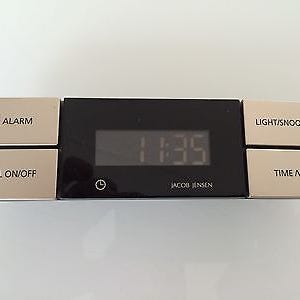 ALARM
LIGHT/SNOO
11:35
L ON/OFF
TIME /
JACOB JENSEN